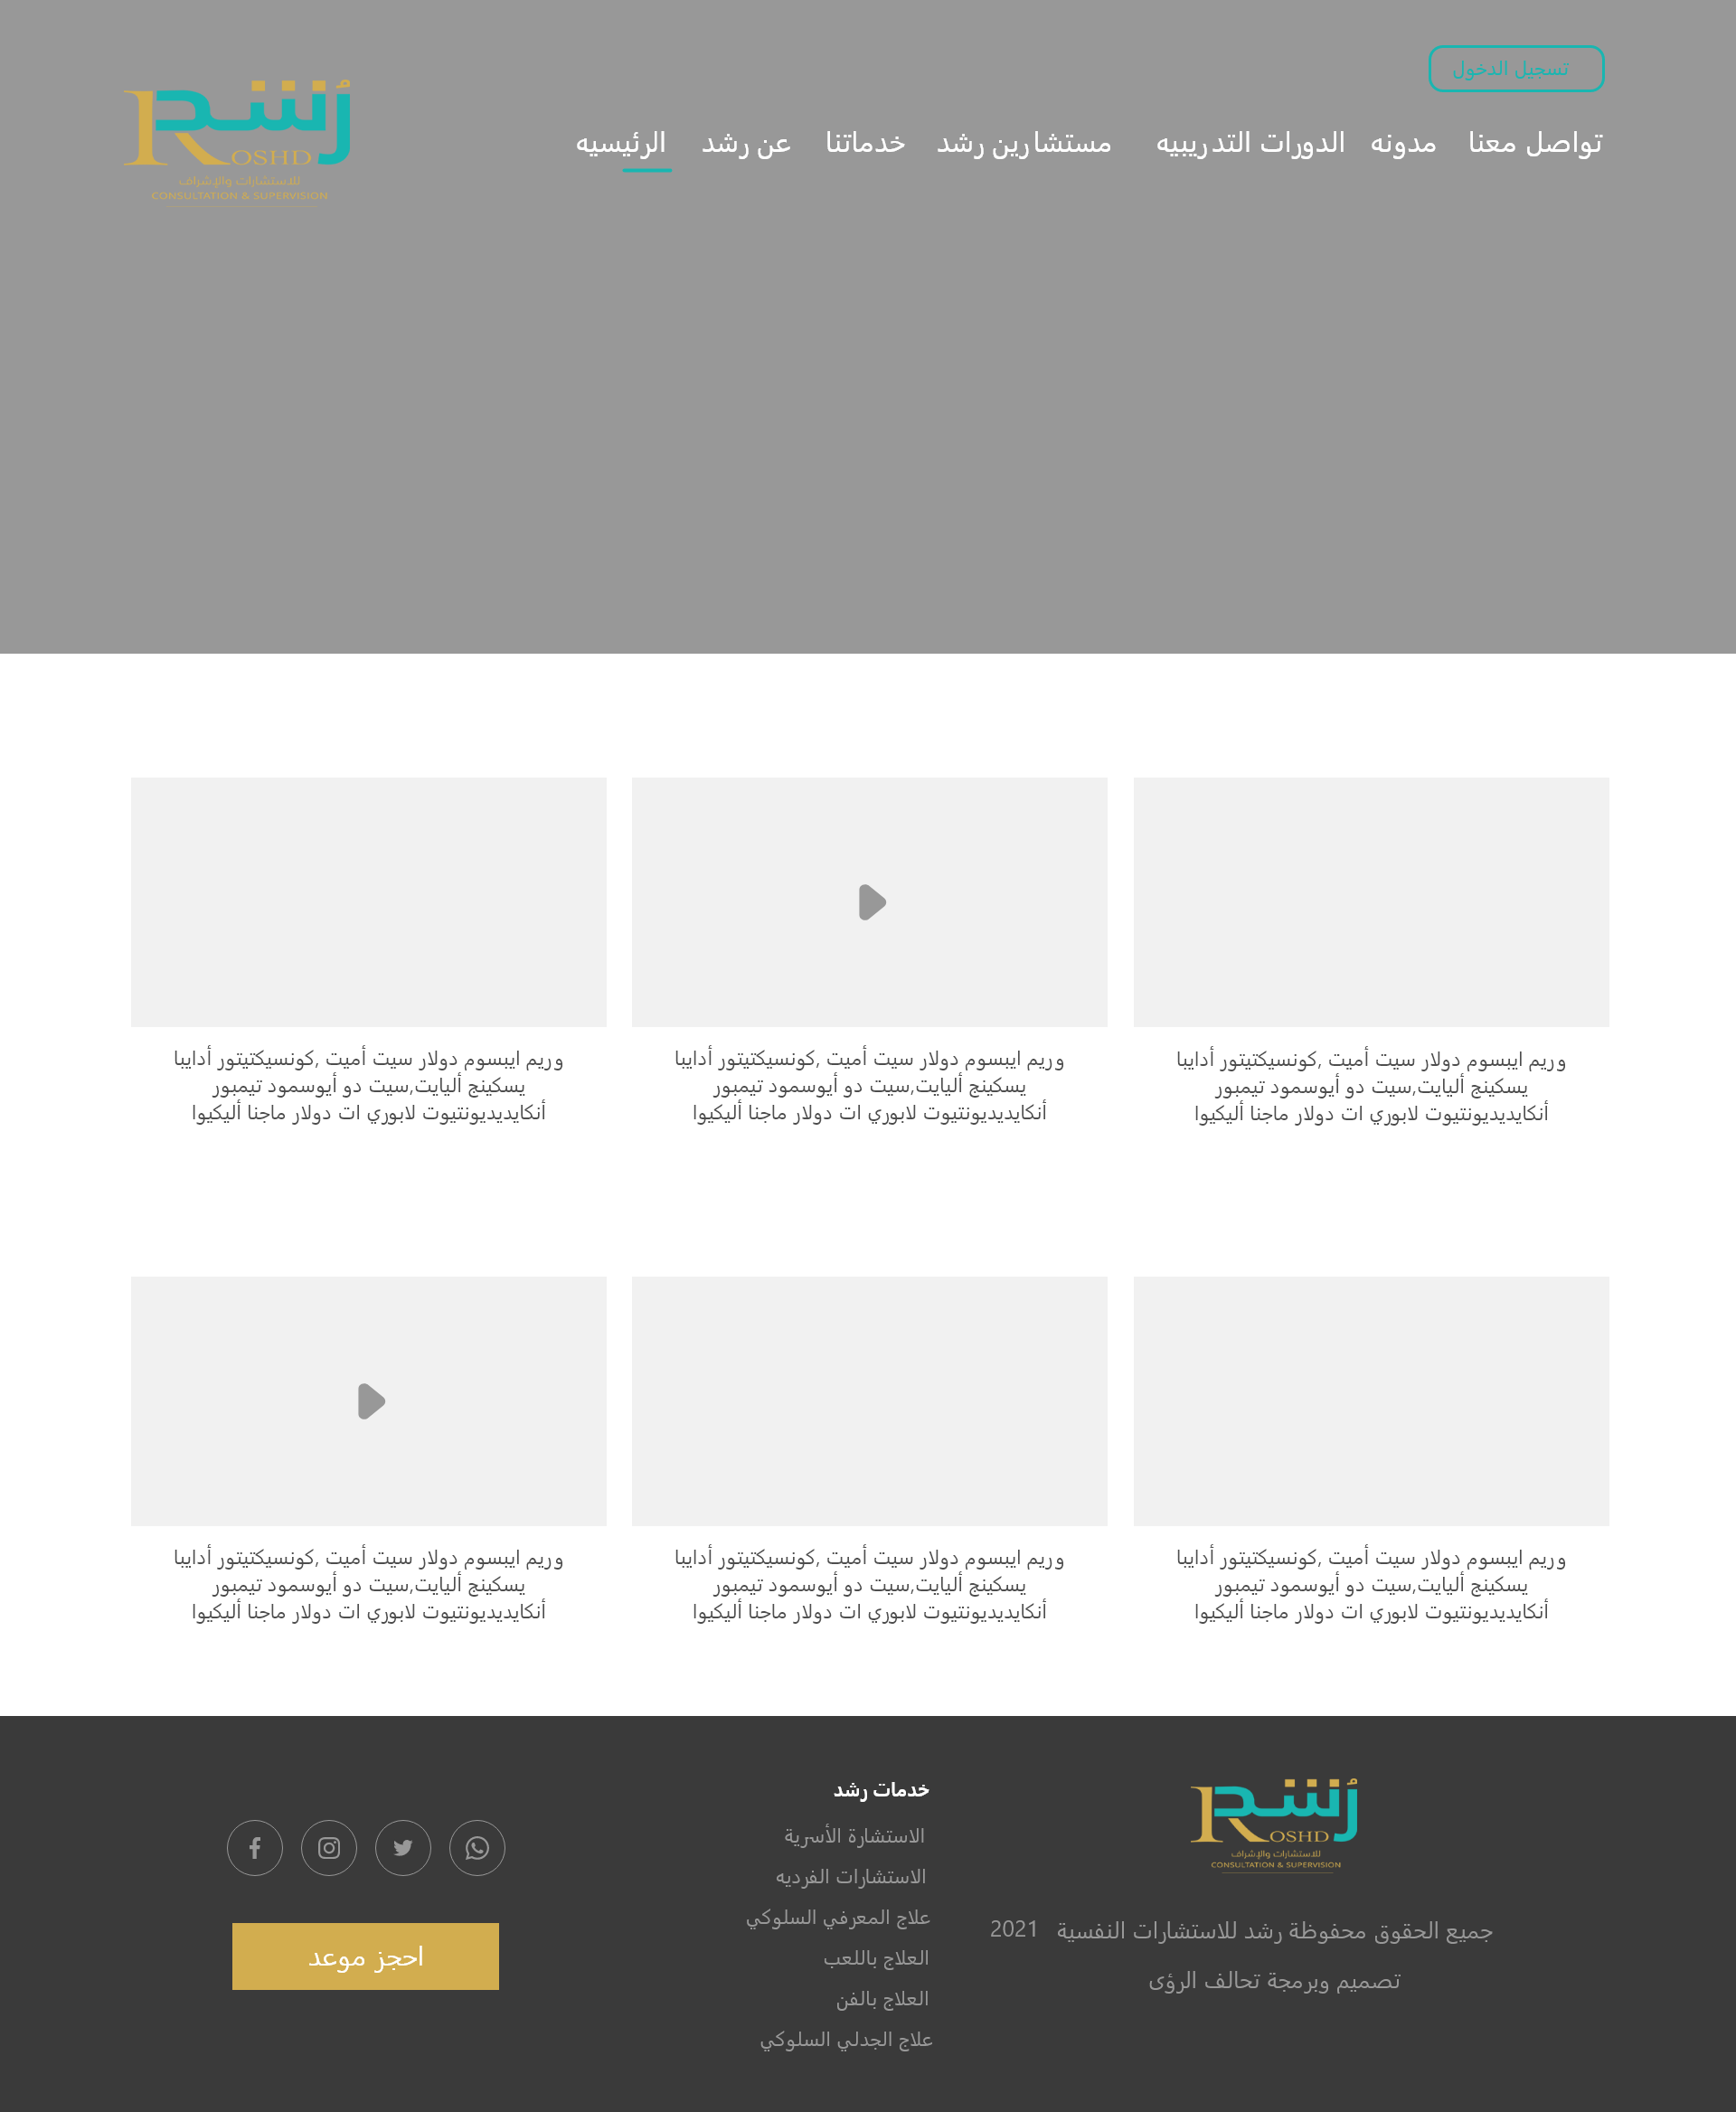 تسجيل الدخول
رُشد
ROSHD
للاستشارات والإشراف
CONSULTATION & SUPERVISION
تواصل معنا
مدونه
الدورات التدريبيه
مستشارين رشد
خدماتنا
عن رشد
الرئيسيه
وريم ايبسوم دولار سيت أميت ,كونسيكتيتور أدايبا
يسكينج أليايت,سيت دو أيوسمود تيمبور
أنكايديديونتيوت لابوري ات دولار ماجنا أليكيوا
وريم ايبسوم دولار سيت أميت ,كونسيكتيتور أدايبا
يسكينج أليايت,سيت دو أيوسمود تيمبور
أنكايديديونتيوت لابوري ات دولار ماجنا أليكيوا
وريم ايبسوم دولار سيت أميت ,كونسيكتيتور أدايبا
يسكينج أليايت,سيت دو أيوسمود تيمبور
أنكايديديونتيوت لابوري ات دولار ماجنا أليكيوا
وريم ايبسوم دولار سيت أميت ,كونسيكتيتور أدايبا
يسكينج أليايت,سيت دو أيوسمود تيمبور
أنكايديديونتيوت لابوري ات دولار ماجنا أليكيوا
وريم ايبسوم دولار سيت أميت ,كونسيكتيتور أدايبا
يسكينج أليايت,سيت دو أيوسمود تيمبور
أنكايديديونتيوت لابوري ات دولار ماجنا أليكيوا
وريم ايبسوم دولار سيت أميت ,كونسيكتيتور أدايبا
يسكينج أليايت,سيت دو أيوسمود تيمبور
أنكايديديونتيوت لابوري ات دولار ماجنا أليكيوا
رُشد
ROSHD
للاستشارات والإشراف
CONSULTATION & SUPERVISION
جميع الحقوق محفوظة رشد للاستشارات النفسية 2021
تصميم وبرمجة تحالف الرؤى
خدمات رشد
الاستشارة الأسرية
الاستشارات الفرديه
علاج المعرفي السلوكي
العلاج باللعب
العلاج بالفن
علاج الجدلي السلوكي
احجز موعد